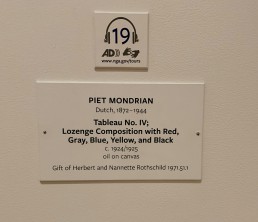 19
AD))
www.nga.gov/tours
PIET MONDRIAN
Dutch, 1872–1944
Tableau No. IV;
Lozenge Composition with Red,
Gray, Blue, Yellow, and Black
c. 1924/1925
oil on canvas
Gift of Herbert and Nannette Rothschild 1971.51.1